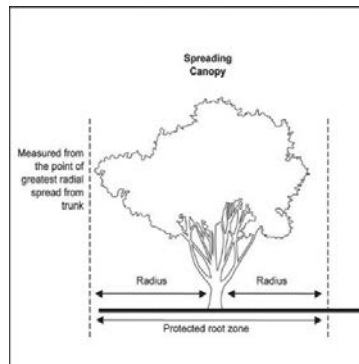 Spreading
Canopy
Measured from
the point of
greatest radial
spread from
trunk
Radius
Radius
Protected root zone